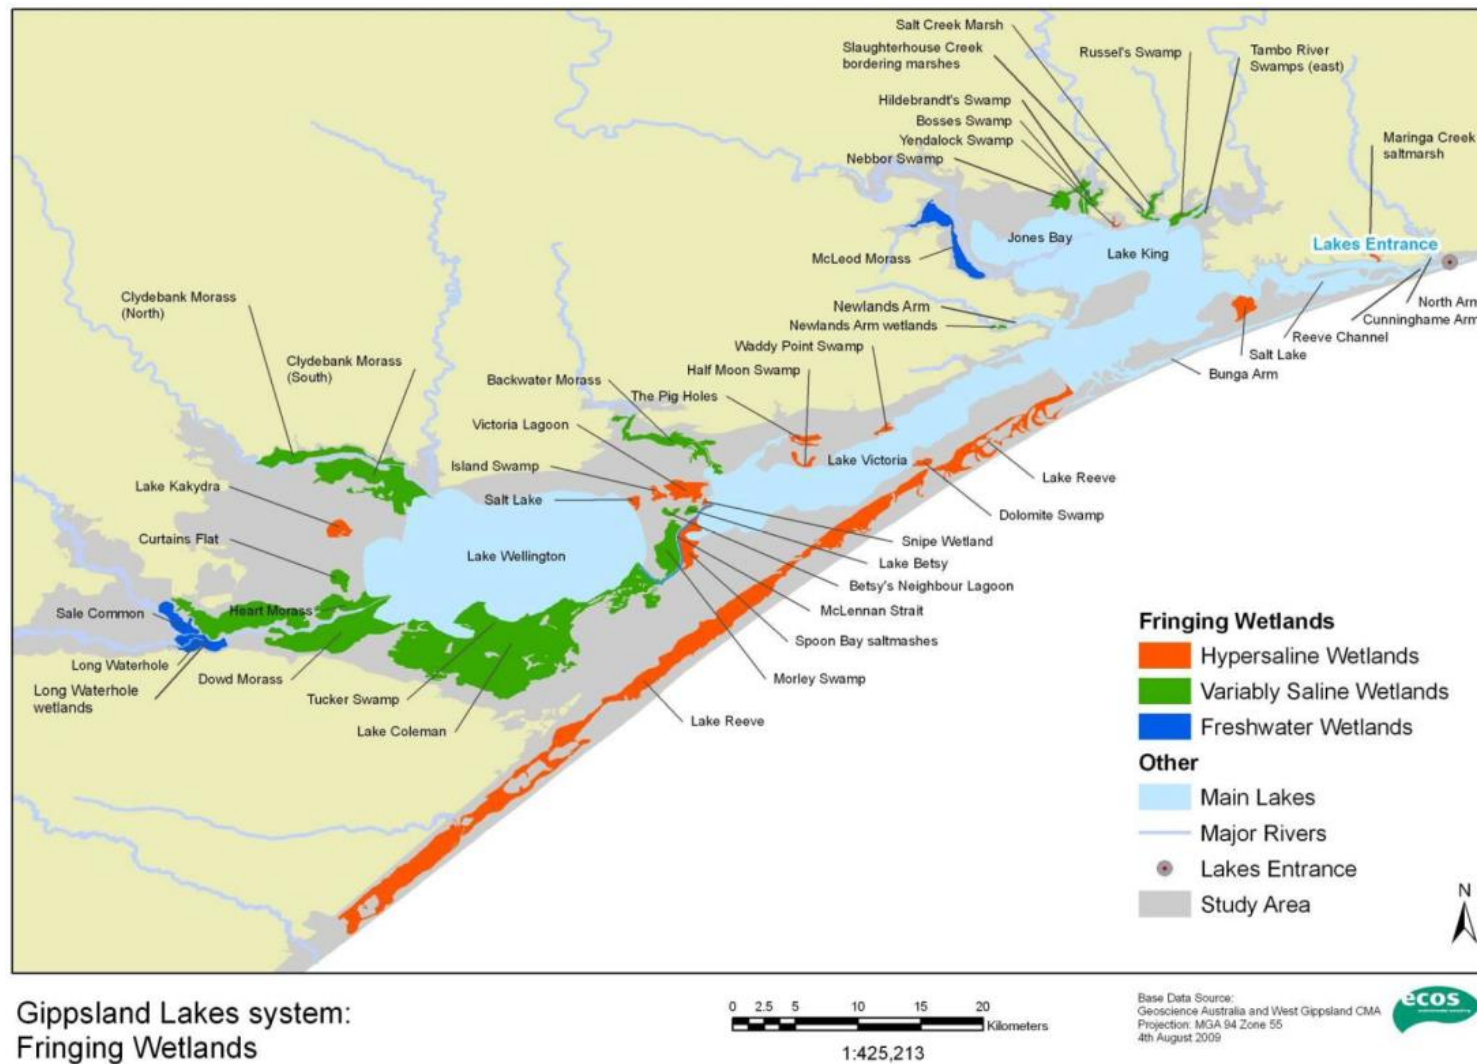 Salt Creek Marsh
Slaughterhouse Creek
bordering marshes
Russel's Swamp
Tambo River
Swamps (east)
Hildebrandt's Swamp
Bosses Swamp
Yendalock Swamp
Nebbor Swamp
Maringa Creek
saltmarsh
Jones Bay
Lake King
Lakes Entrance
McLeod Morass
Clydebank Morass
(North)
Newlands Arm
Newlands Arm wetlands
North Arm
Cunninghame Arm
Reeve Channel
Salt Lake
Bunga Arm
Waddy Point Swamp
Half Moon Swamp
The Pig Holes
Clydebank Morass
(South)
Backwater Morass
Victoria Lagoon
Island Swamp
Salt Lake
Lake Victoria
Lake Reeve
Dolomite Swamp
Lake Kakydra
Curtains Flat
Lake Wellington
Snipe Wetland
Lake Betsy
Betsy's Neighbour Lagoon
McLennan Strait
Spoon Bay saltmashes
Morley Swamp
Sale Common
Heart Morass
Long Waterhole
Long Waterhole
wetlands
Dowd Morass
Tucker Swamp
Lake Coleman
Lake Reeve
Fringing Wetlands
Hypersaline Wetlands
Variably Saline Wetlands
Freshwater Wetlands
Other
Main Lakes
Major Rivers
Lakes Entrance
Study Area
N
Gippsland Lakes system:
Fringing Wetlands
0 2.5 5 10 15 20
Kilometers
1:425,213
Base Data Source:
Geoscience Australia and West Gippsland CMA
Projection: MGA 94 Zone 55
4th August 2009
ecos